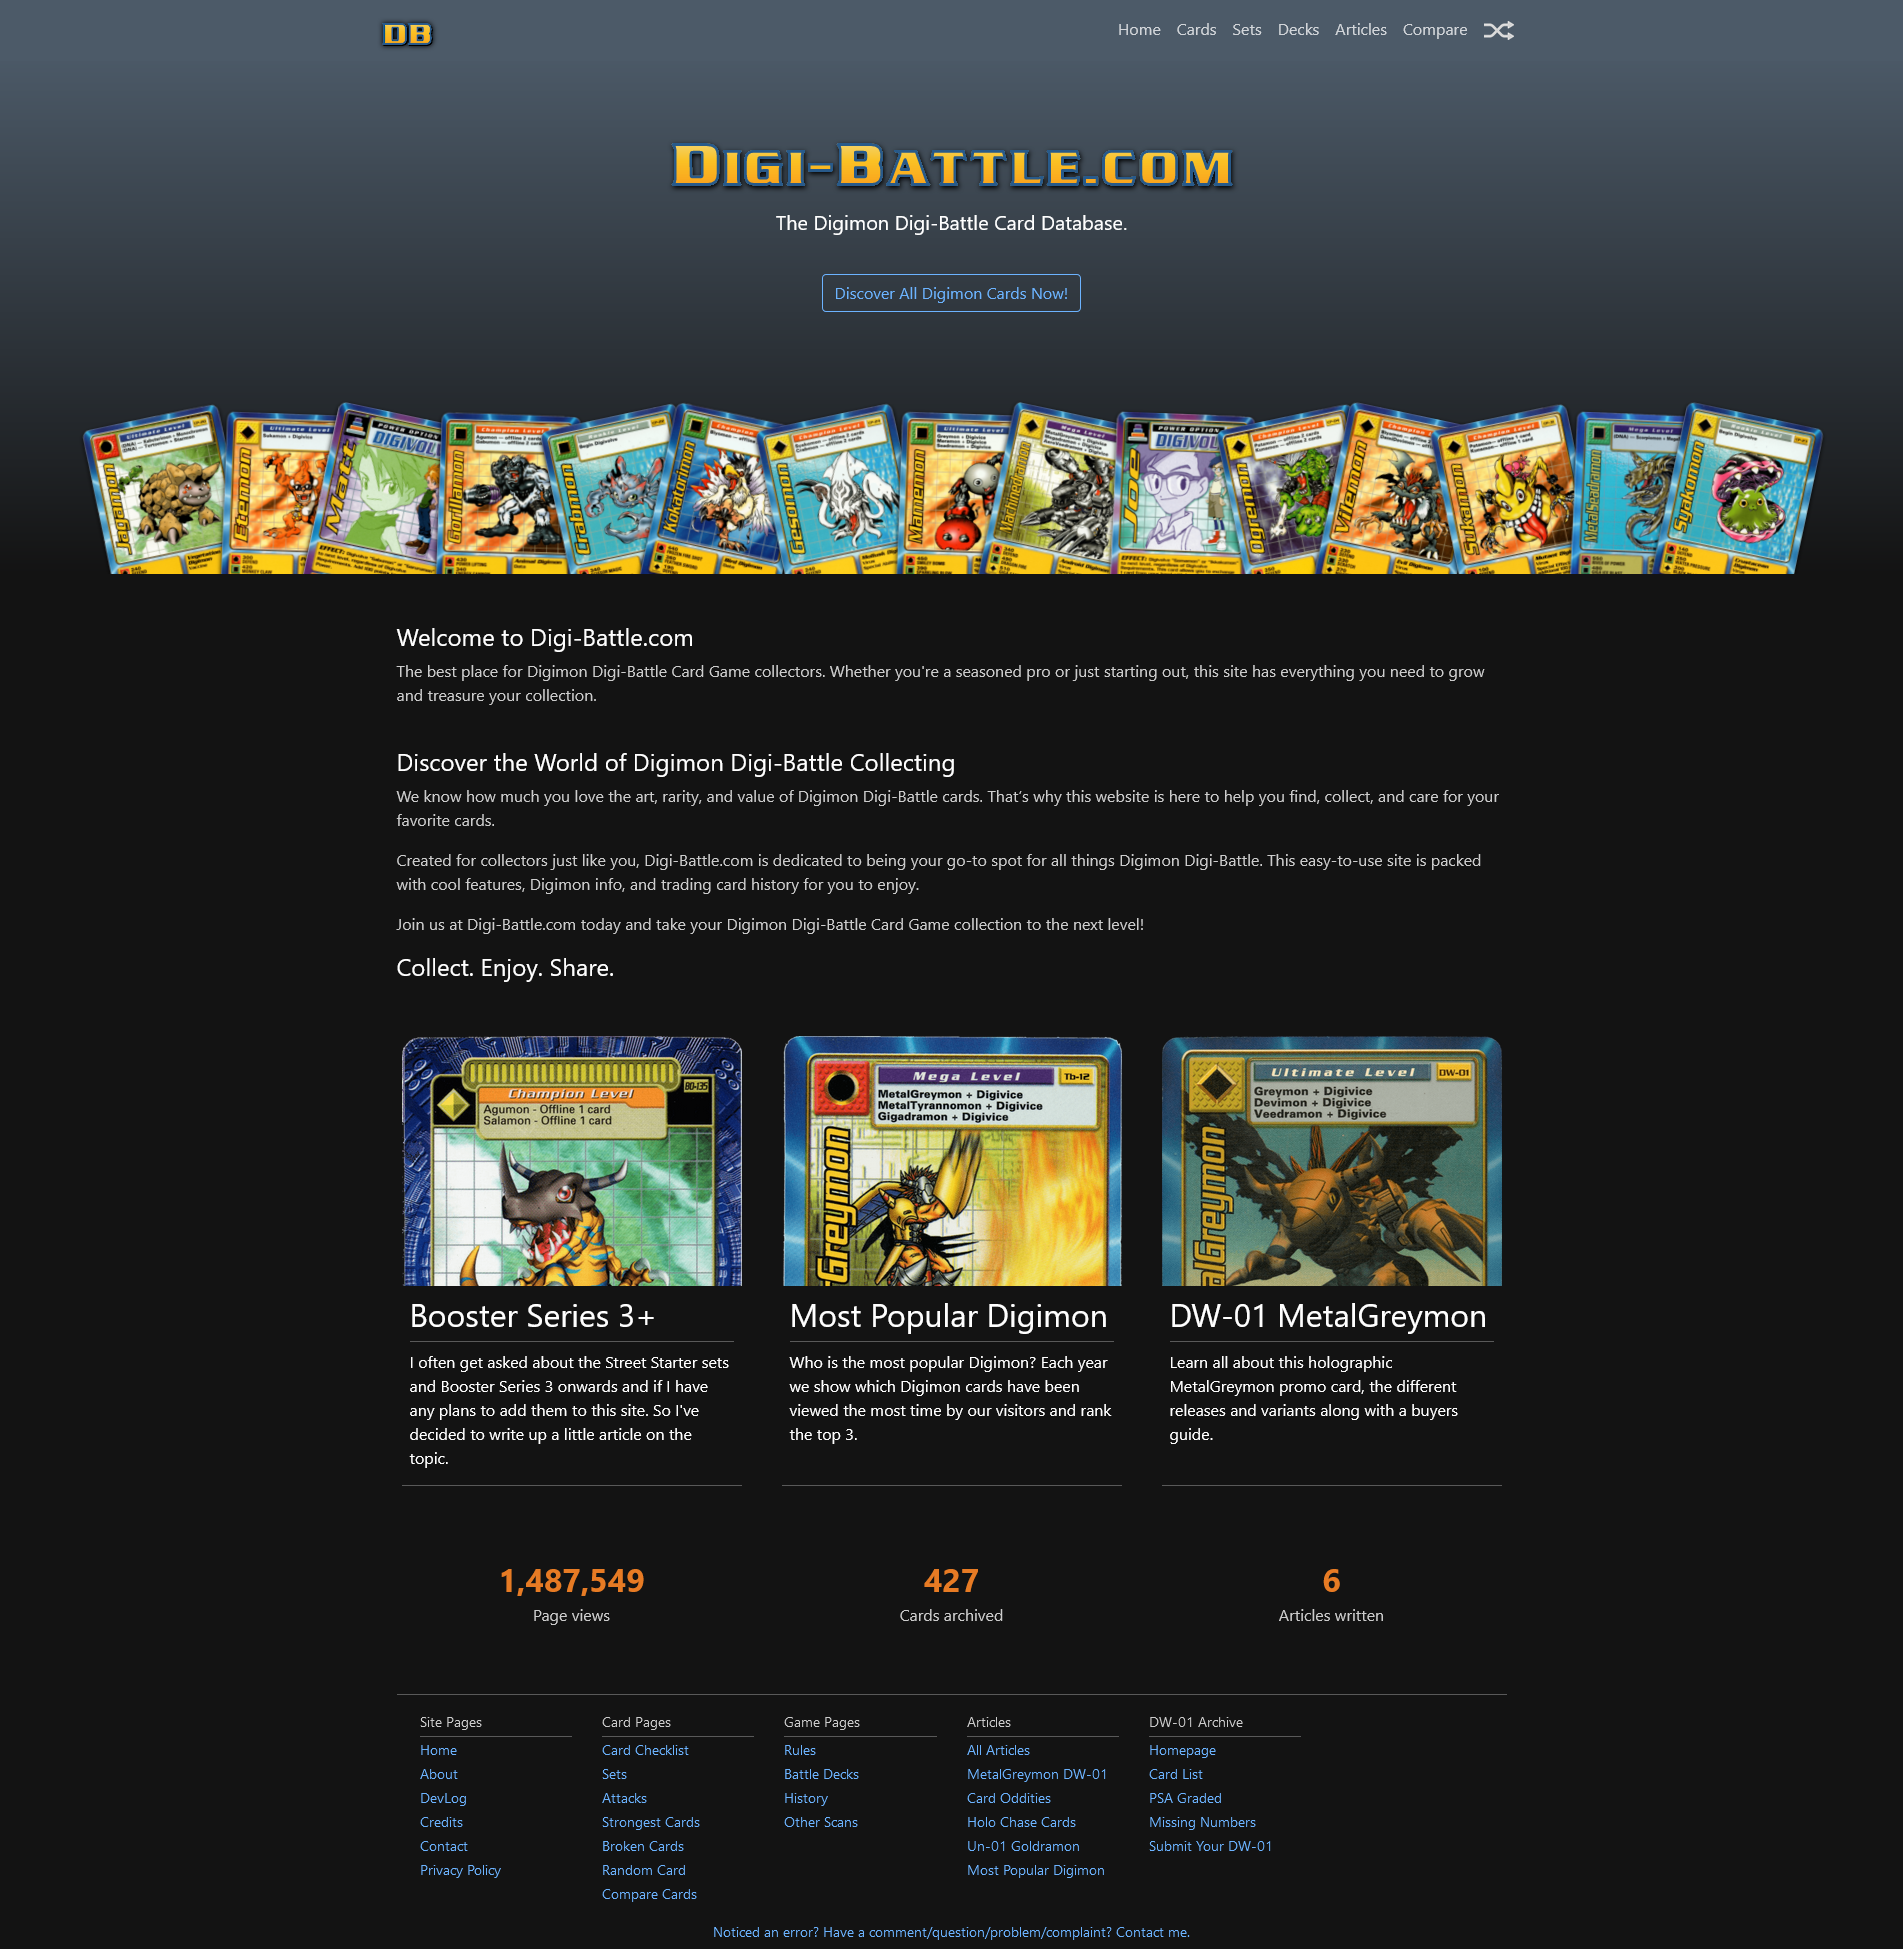 DB
Home Cards Sets Decks Articles Compare
Digi-Battle.com
The Digimon Digi-Battle Card Database.
Discover All Digimon Cards Now!
Jagamon
Etemon
Matt
Gorillamon
Crabmon
Kokatorimon
Gesomon
Mamemon
Machinedramon
Joe
Ogremon
Vilemon
Sukamon
MetalSeadramon
Syakomon
Welcome to Digi-Battle.com
The best place for Digimon Digi-Battle Card Game collectors. Whether you're a seasoned pro or just starting out, this site has everything you need to grow
and treasure your collection.
Discover the World of Digimon Digi-Battle Collecting
We know how much you love the art, rarity, and value of Digimon Digi-Battle cards. That's why this website is here to help you find, collect, and care for your
favorite cards.
Created for collectors just like you, Digi-Battle.com is dedicated to being your go-to spot for all things Digimon Digi-Battle. This easy-to-use site is packed
with cool features, Digimon info, and trading card history for you to enjoy.
Join us at Digi-Battle.com today and take your Digimon Digi-Battle Card Game collection to the next level!
Collect. Enjoy. Share.
Champion Level
BO-135
Agumon - Offline 1 card
Salamon - Offline 1 card
Booster Series 3+
I often get asked about the Street Starter sets
and Booster Series 3 onwards and if I have
any plans to add them to this site. So I've
decided to write up a little article on the
topic.
Mega Level
Tb-12
MetalGreymon + Digivice
MetalTyrannomon + Digivice
Gigadramon + Digivice
Greymon
Most Popular Digimon
Who is the most popular Digimon? Each year
we show which Digimon cards have been
viewed the most time by our visitors and rank
the top 3.
Ultimate Level
DW-01
Greymon + Digivice
Devimon + Digivice
Veedramon + Digivice
alGreymon
DW-01 MetalGreymon
Learn all about this holographic
MetalGreymon promo card, the different
releases and variants along with a buyers
guide.
1,487,549
Page views
427
Cards archived
6
Articles written
Site Pages
Home
About
DevLog
Credits
Contact
Privacy Policy
Card Pages
Card Checklist
Sets
Attacks
Strongest Cards
Broken Cards
Random Card
Compare Cards
Game Pages
Rules
Battle Decks
History
Other Scans
Articles
All Articles
MetalGreymon DW-01
Card Oddities
Holo Chase Cards
Un-01 Goldramon
Most Popular Digimon
DW-01 Archive
Homepage
Card List
PSA Graded
Missing Numbers
Submit Your DW-01
Noticed an error? Have a comment/question/problem/complaint? Contact me.